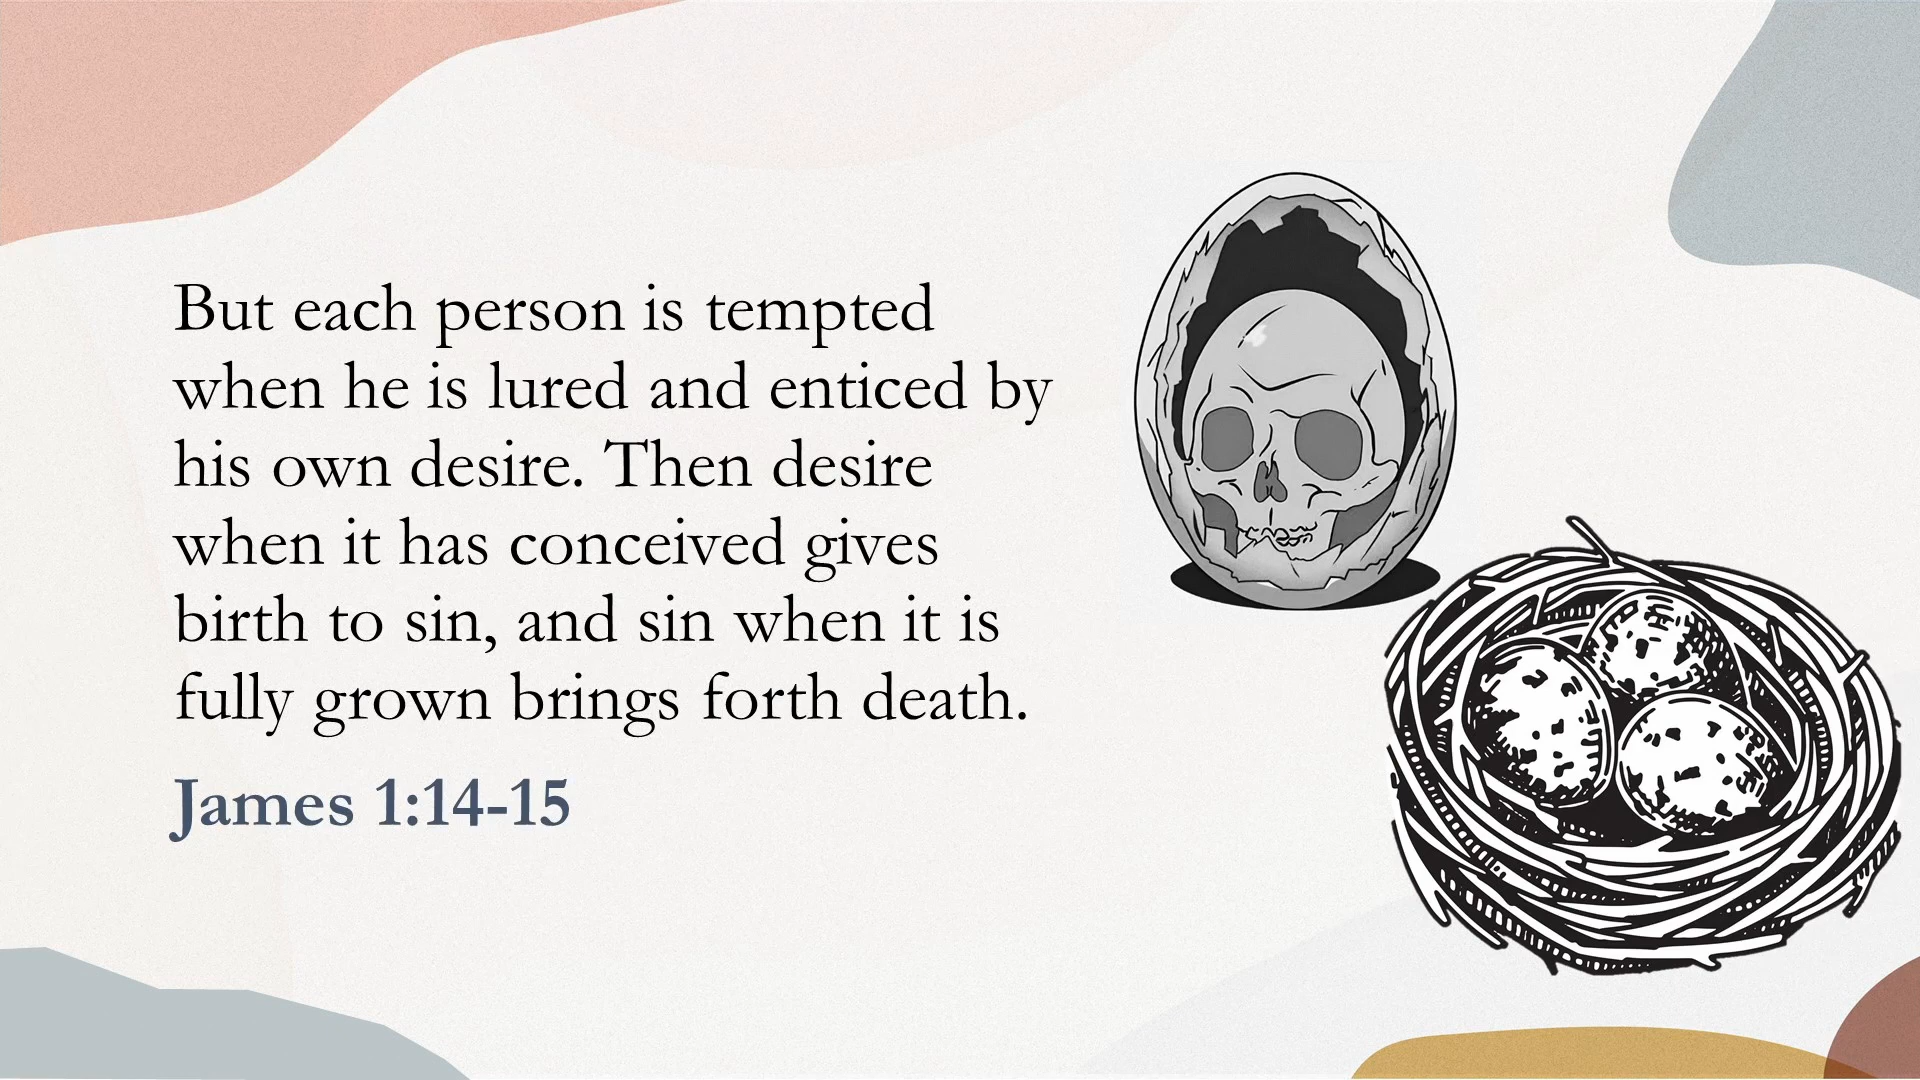 But each person is tempted
when he is lured and enticed by
his own desire. Then desire
when it has conceived gives
birth to sin, and sin when it is
fully grown brings forth death.
James 1:14-15